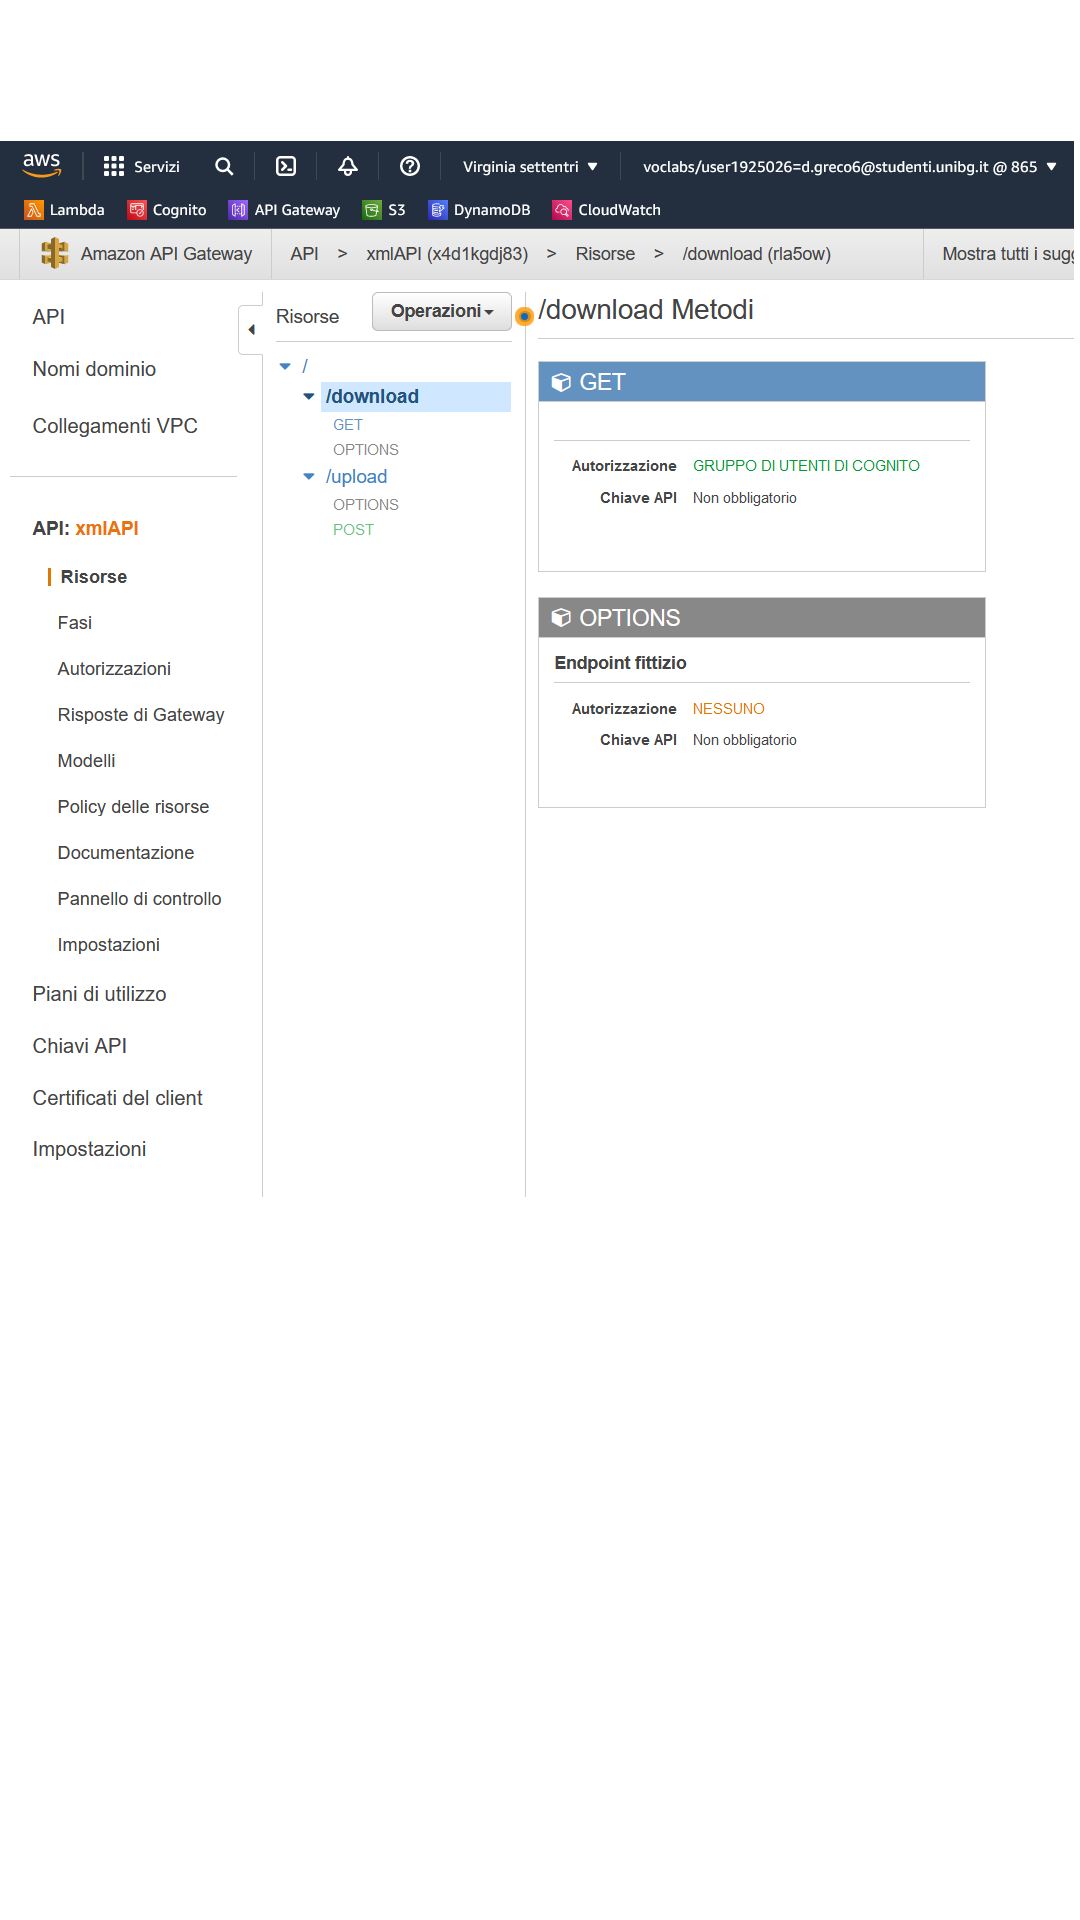 aws Servizi Virginia settentri voclabs/user1925026=d.greco6@studenti.unibg.it @ 865
Lambda Cognito API Gateway S3 DynamoDB CloudWatch
Amazon API Gateway API > xmlAPI (x4d1kgdj83) > Risorse > /download (rla5ow) Mostra tutti i sugg
API
Nomi dominio
Collegamenti VPC
API: xmlAPI
Risorse
Fasi
Autorizzazioni
Risposte di Gateway
Modelli
Policy delle risorse
Documentazione
Pannello di controllo
Impostazioni
Piani di utilizzo
Chiavi API
Certificati del client
Impostazioni
Risorse Operazioni
/
/download
GET
OPTIONS
/upload
OPTIONS
POST
/download Metodi
GET
Autorizzazione GRUPPO DI UTENTI DI COGNITO
Chiave API Non obbligatorio
OPTIONS
Endpoint fittizio
Autorizzazione NESSUNO
Chiave API Non obbligatorio